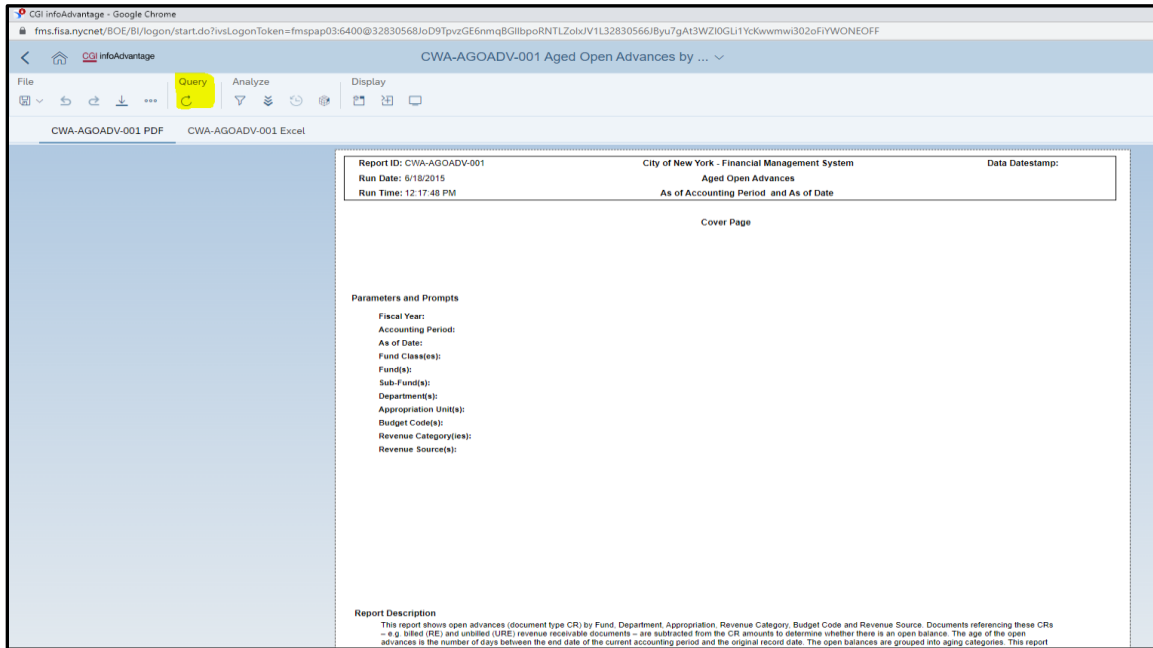 CGI infoAdvantage - Google Chrome
fms.fisa.nycnet/BOE/BI/logon/start.do?ivsLogonToken=fmspap03:6400@32830568JoD9TpvzGE6nmqBGIlbpoRNTLZolxJV1L32830566JByu7gAt3WZI0GLi1YcKwwmwi302oFiYWONEOFF
CGI infoAdvantage
CWA-AGOADV-001 Aged Open Advances by ...
File Query Analyze Display
CWA-AGOADV-001 PDF CWA-AGOADV-001 Excel
Report ID: CWA-AGOADV-001 City of New York - Financial Management System Data Datestamp:
Run Date: 6/18/2015 Aged Open Advances
Run Time: 12:17:48 PM As of Accounting Period and As of Date
Cover Page
Parameters and Prompts
Fiscal Year:
Accounting Period:
As of Date:
Fund Class(es):
Fund(s):
Sub-Fund(s):
Department(s):
Appropriation Unit(s):
Budget Code(s):
Revenue Category(ies):
Revenue Source(s):
Report Description
This report shows open advances (document type CR) by Fund, Department, Appropriation, Revenue Category, Budget Code and Revenue Source. Documents referencing these CRs
– e.g. billed (RE) and unbilled (URE) revenue receivable documents – are subtracted from the CR amounts to determine whether there is an open balance. The age of the open
advances is the number of days between the end date of the current accounting period and the original record date. The open balances are grouped into aging categories. This report